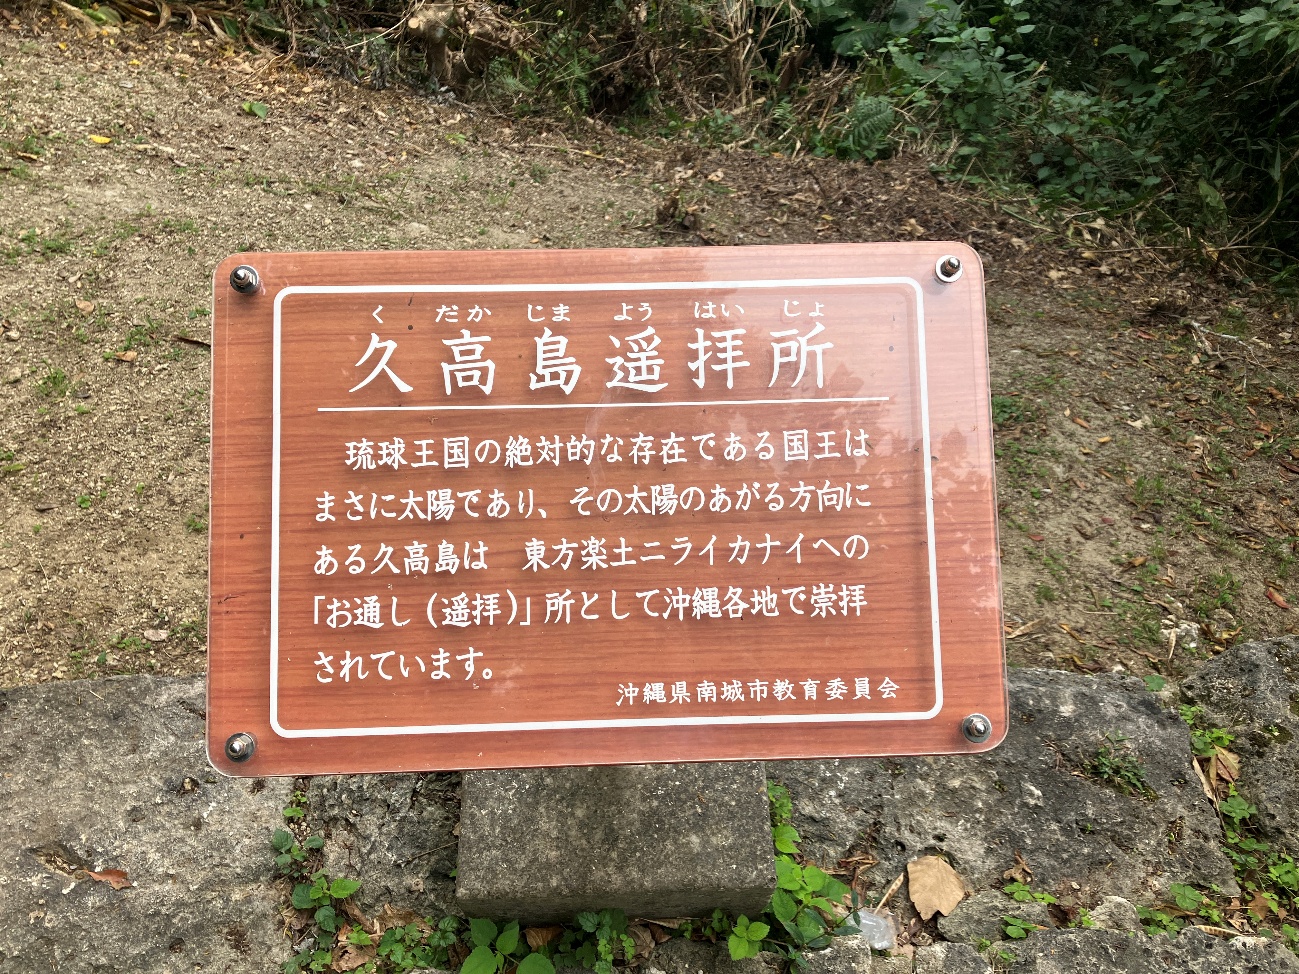 く だか じま よう はい じょ
久高島遥拝所
琉球王国の絶対的な存在である国王は
まさに太陽であり、その太陽のあがる方向に
ある久高島は　東方楽土ニライカナイへの
「お通し（遥拝）」所として沖縄各地で崇拝
されています。
沖縄県南城市教育委員会